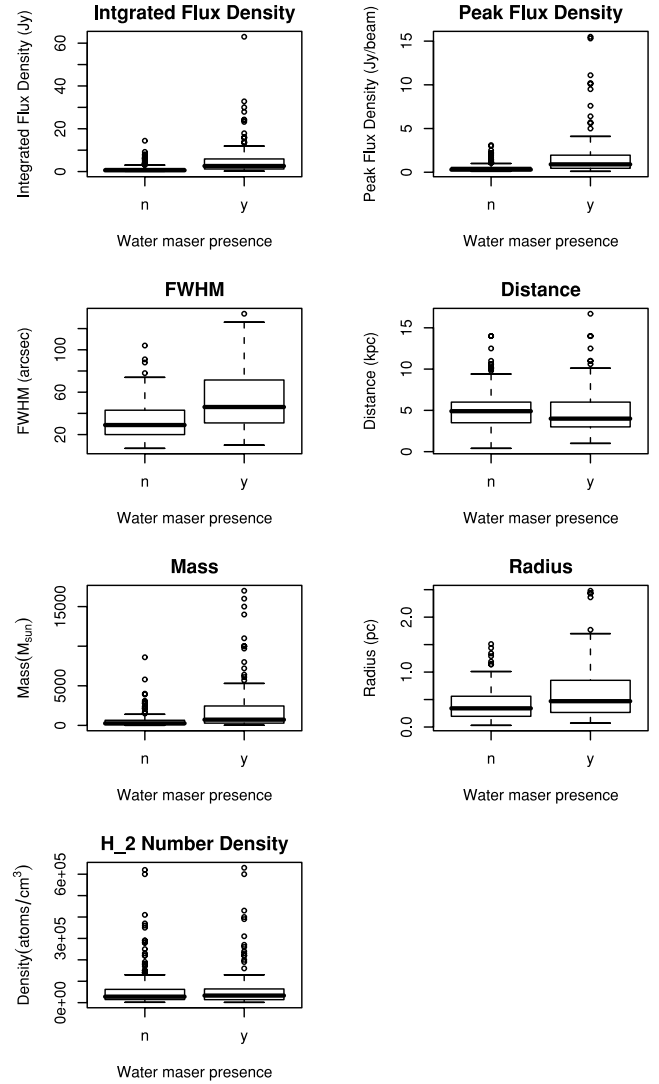 Intgrated Flux Density
Integrated Flux Density (Jy)
60
40
20
0
n
y
Water maser presence
Peak Flux Density
Peak Flux Density (Jy/beam)
15
10
5
0
n
y
Water maser presence
FWHM
FWHM (arcsec)
100
60
20
n
y
Water maser presence
Distance
Distance (kpc)
15
10
5
0
n
y
Water maser presence
Mass
Mass(Msun)
15000
5000
0
n
y
Water maser presence
Radius
Radius (pc)
2.0
1.0
0.0
n
y
Water maser presence
H_2 Number Density
Density(atoms/cm^3)
6e+05
3e+05
0e+00
n
y
Water maser presence